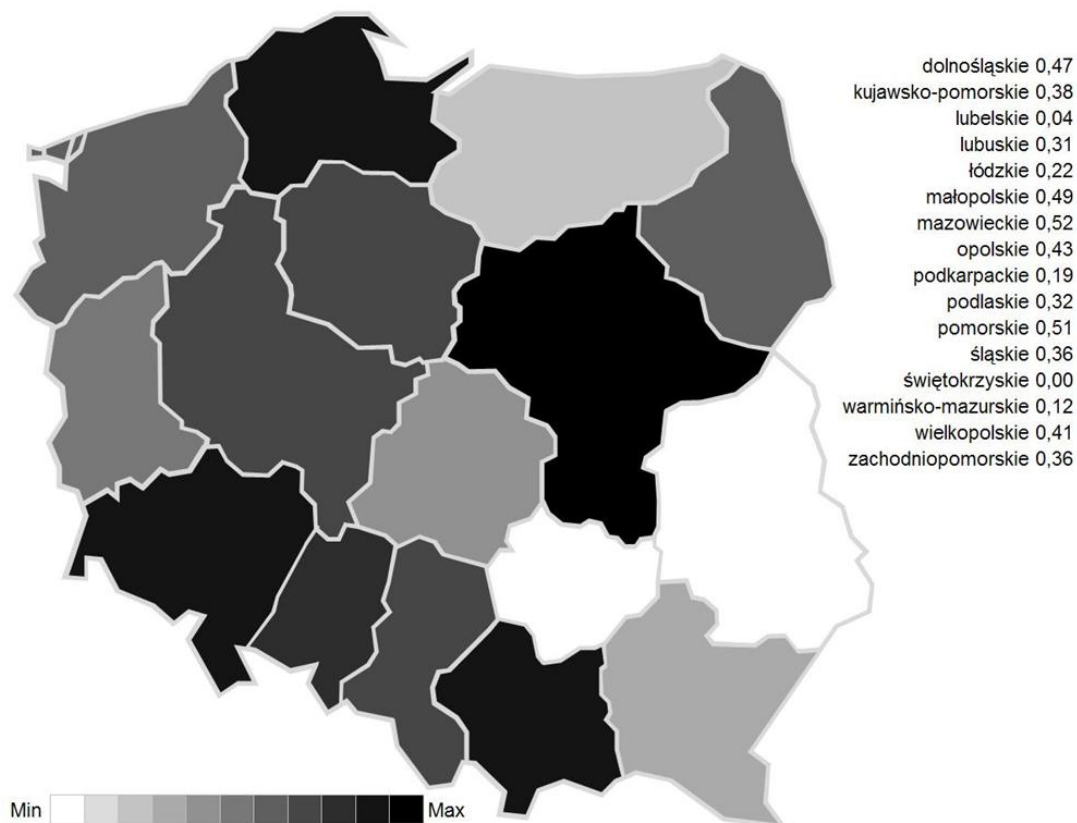 dolnośląskie 0,47
kujawsko-pomorskie 0,38
lubelskie 0,04
lubuskie 0,31
łódzkie 0,22
małopolskie 0,49
mazowieckie 0,52
opolskie 0,43
podkarpackie 0,19
podlaskie 0,32
pomorskie 0,51
śląskie 0,36
świętokrzyskie 0,00
warmińsko-mazurskie 0,12
wielkopolskie 0,41
zachodniopomorskie 0,36
Min Max